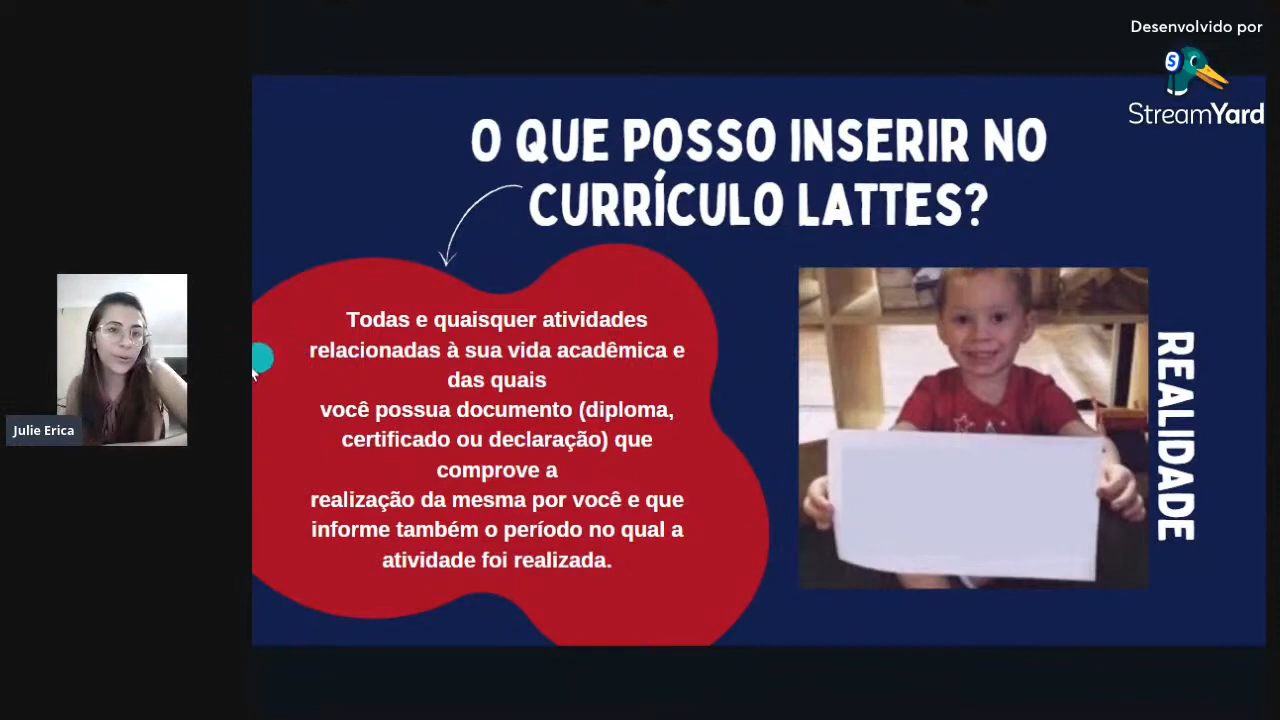 Desenvolvido por
StreamYard
O QUE POSSO INSERIR NO
CURRÍCULO LATTES?
Todas e quaisquer atividades
relacionadas à sua vida acadêmica e
das quais
você possua documento (diploma,
certificado ou declaração) que
comprove a
realização da mesma por você e que
informe também o período no qual a
atividade foi realizada.
REALIDADE
Julie Erica